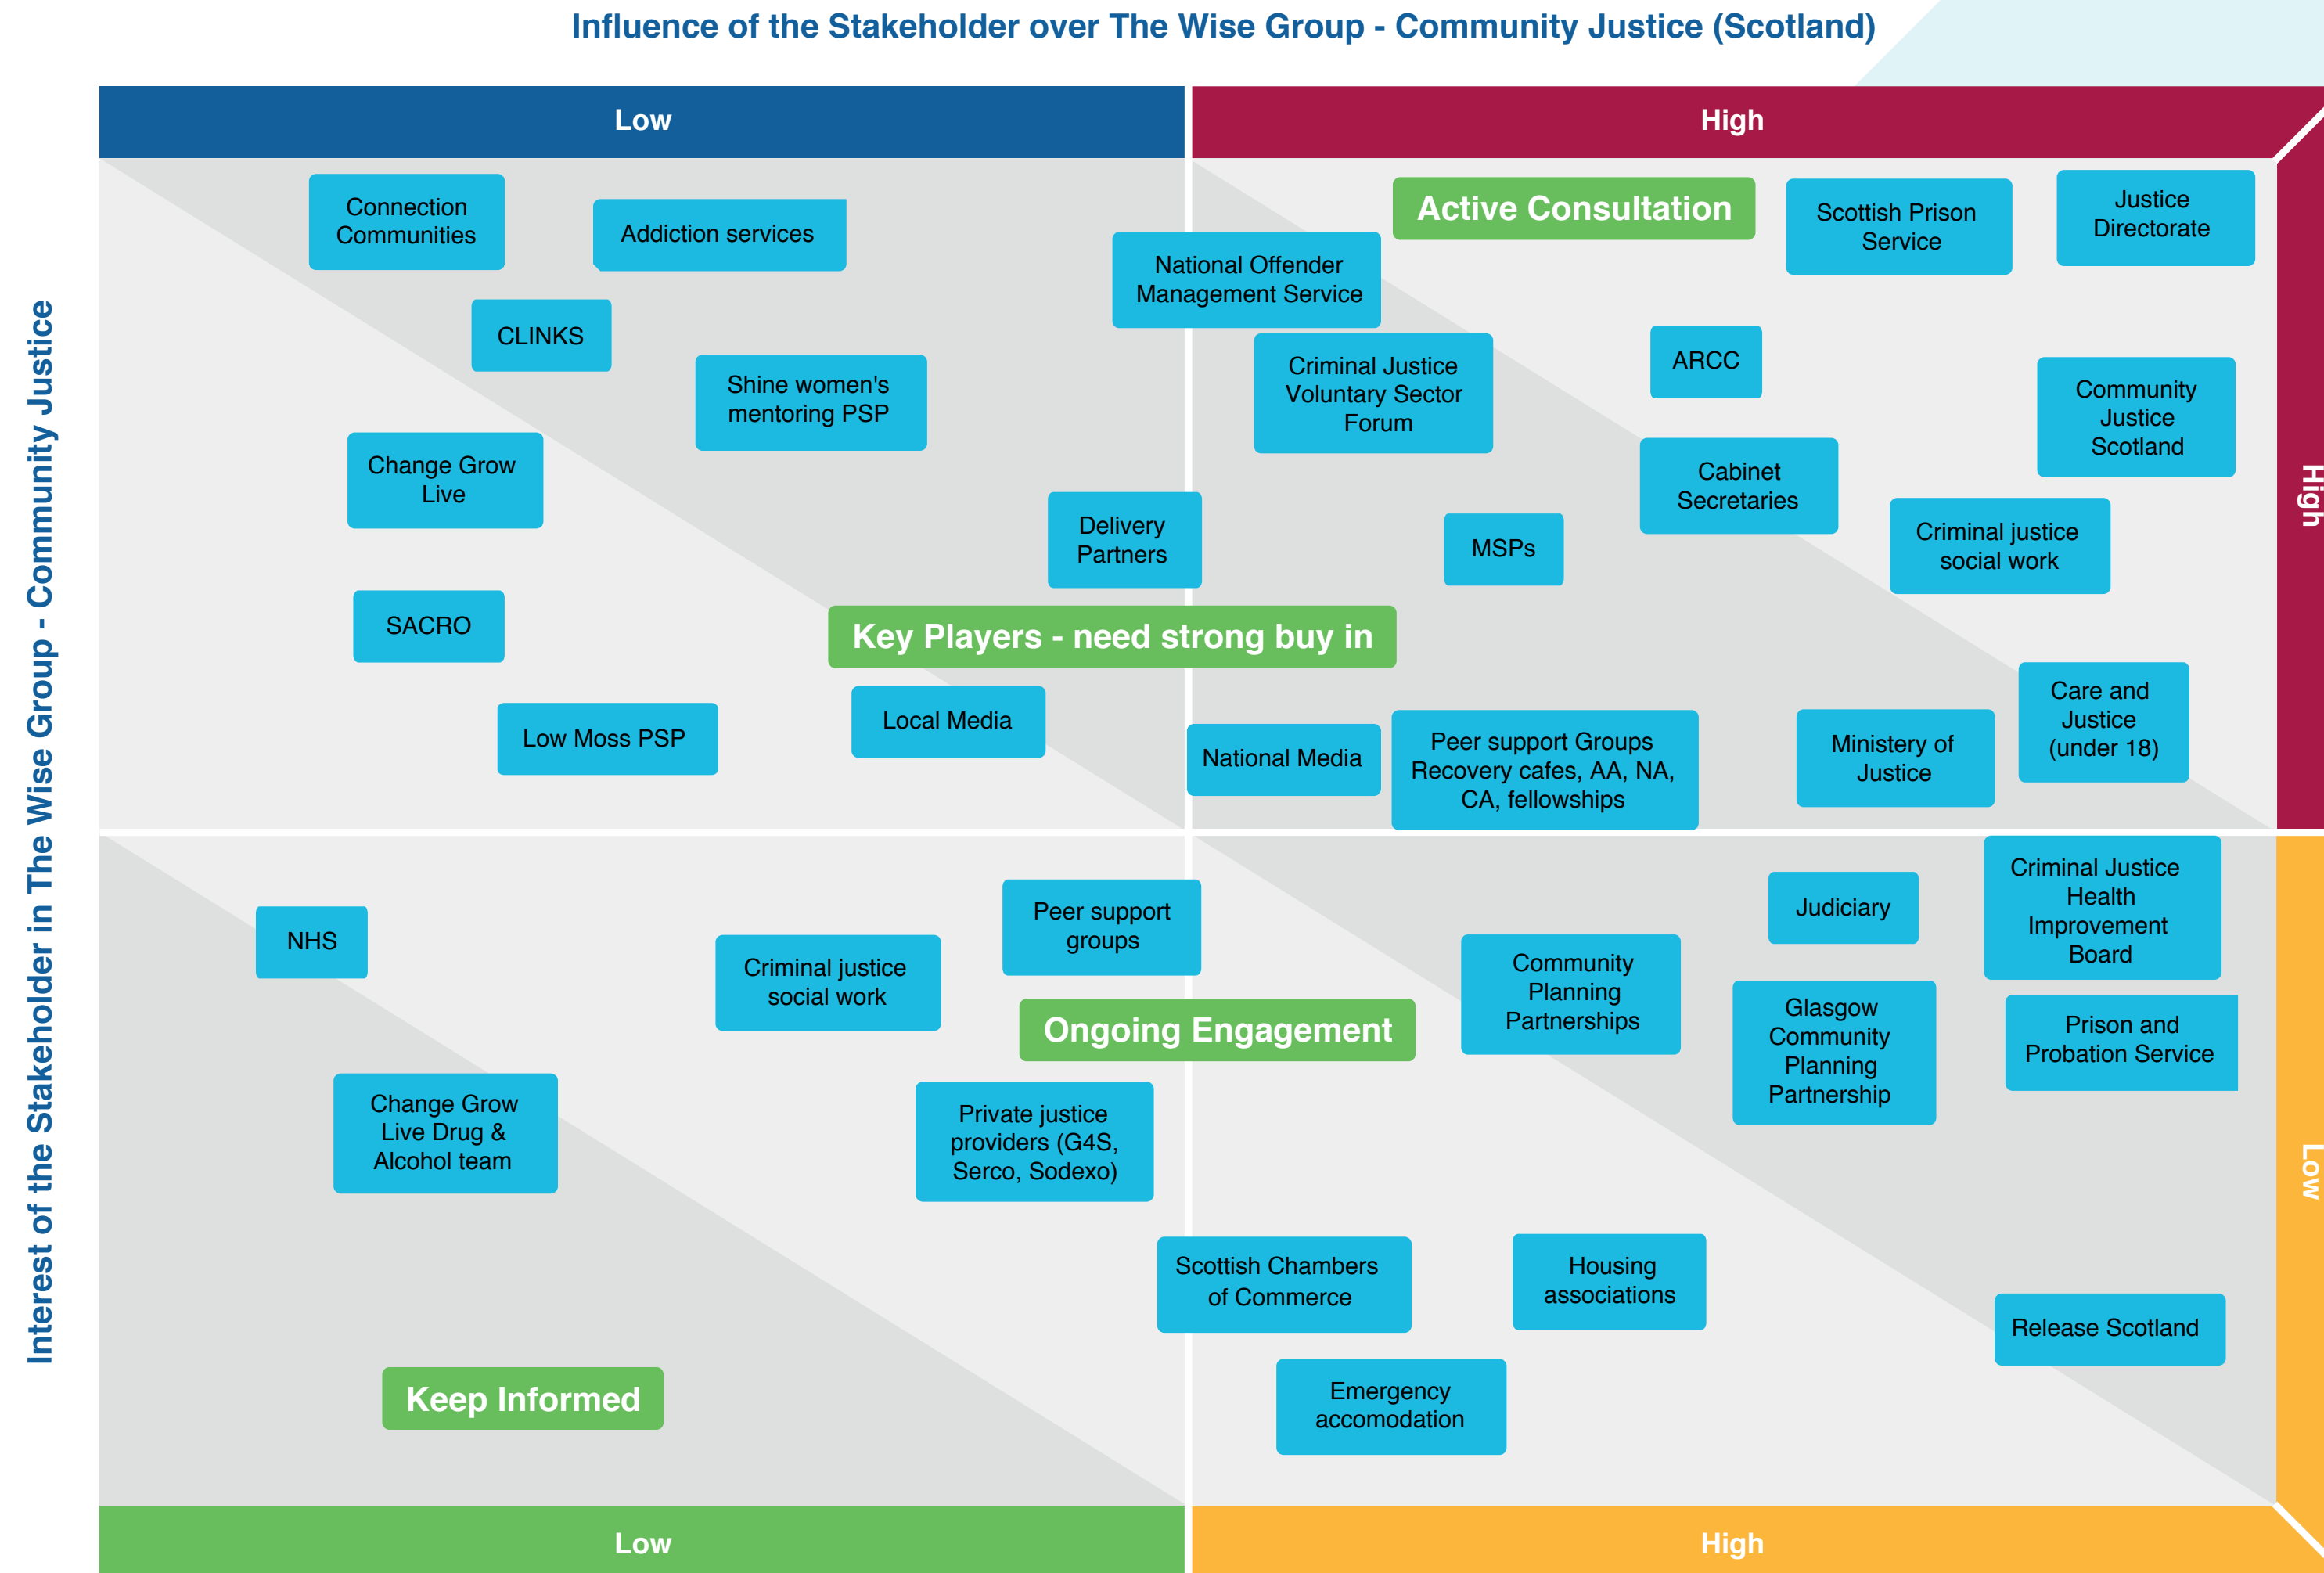 Influence of the Stakeholder over The Wise Group - Community Justice (Scotland)
Interest of the Stakeholder in The Wise Group - Community Justice
Low
High
Connection
Communities
Addiction services
CLINKS
Shine women's
mentoring PSP
Change Grow
Live
SACRO
Low Moss PSP
Local Media
Delivery
Partners
Key Players - need strong buy in
Active Consultation
National Offender
Management Service
Criminal Justice
Voluntary Sector
Forum
Scottish Prison
Service
Justice
Directorate
ARCC
Community
Justice
Scotland
Cabinet
Secretaries
MSPs
Criminal justice
social work
National Media
Peer support Groups
Recovery cafes, AA, NA,
CA, fellowships
Ministery of
Justice
Care and
Justice
(under 18)
High
NHS
Criminal justice
social work
Peer support
groups
Change Grow
Live Drug &
Alcohol team
Private justice
providers (G4S,
Serco, Sodexo)
Ongoing Engagement
Keep Informed
Community
Planning
Partnerships
Judiciary
Criminal Justice
Health
Improvement
Board
Glasgow
Community
Planning
Partnership
Prison and
Probation Service
Scottish Chambers
of Commerce
Housing
associations
Emergency
accomodation
Release Scotland
Low
Low
High